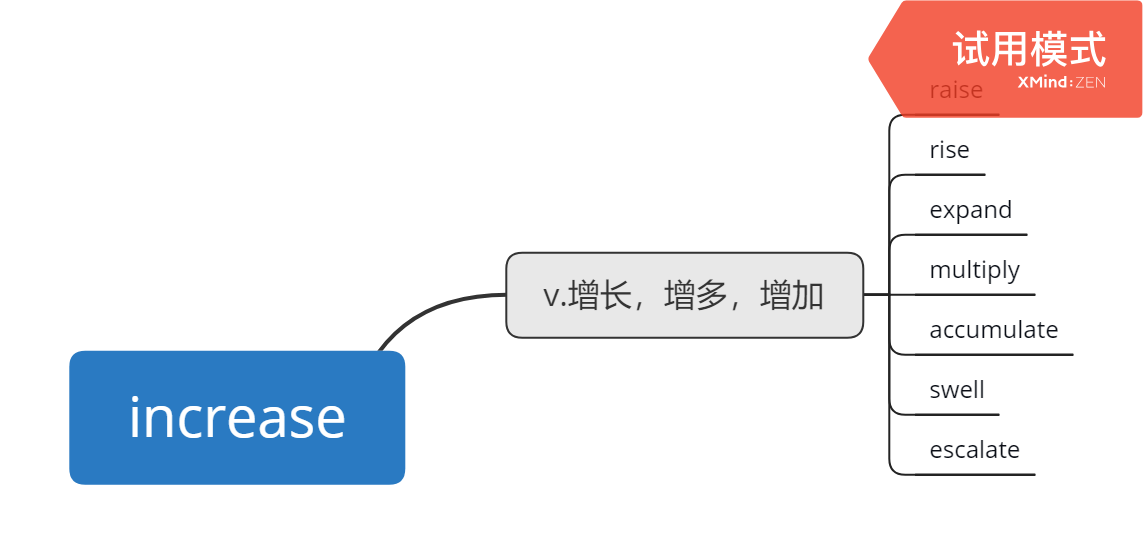 试用模式
XMind:ZEN
raise
rise
expand
multiply
v.增长，增多，增加
accumulate
swell
increase
escalate